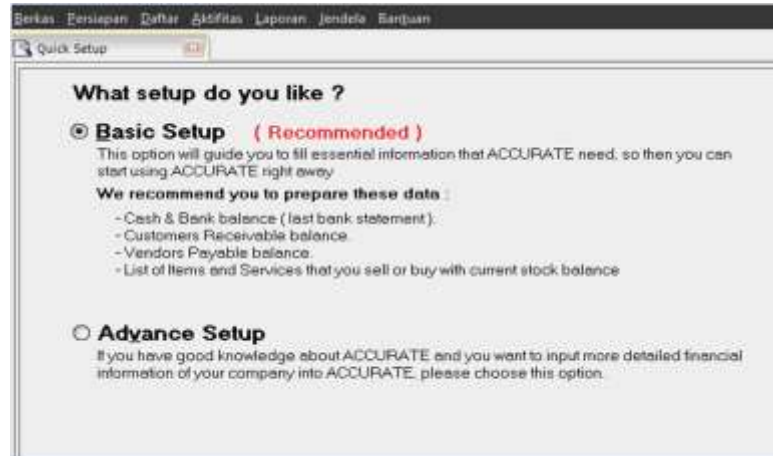 Berkas Persiapan Daftar Aktifitas Laporan Jendela Bantuan
Quick Setup
What setup do you like ?
Basic Setup ( Recommended )
This option will guide you to fill essential information that ACCURATE need, so then you can
start using ACCURATE right away
We recommend you to prepare these data :
- Cash & Bank balance ( last bank statement ).
- Customers Receivable balance.
- Vendors Payable balance.
- List of Items and Services that you sell or buy with current stock balance
Advance Setup
If you have good knowledge about ACCURATE and you want to input more detailed financial
information of your company into ACCURATE, please choose this option.